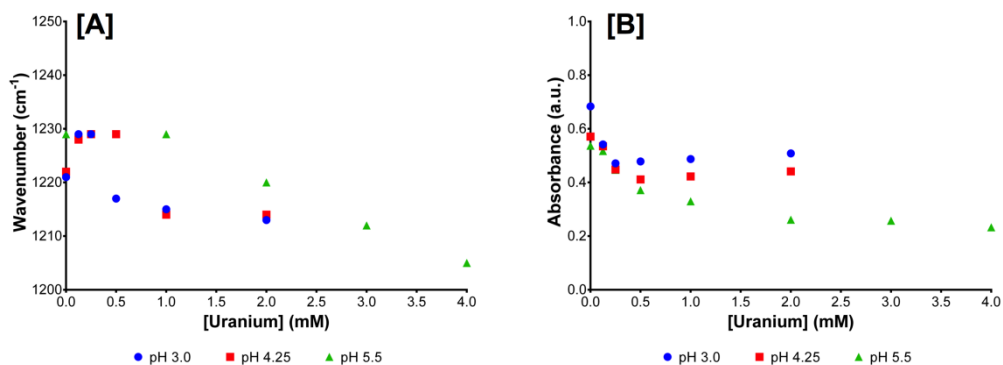 [A]
Wavenumber (cm⁻¹)
1250
1240
1230
1220
1210
1200
0.0 0.5 1.0 1.5 2.0 2.5 3.0 3.5 4.0
[Uranium] (mM)
pH 3.0 pH 4.25 pH 5.5
[B]
Absorbance (a.u.)
1.0
0.8
0.6
0.4
0.2
0.0
0.0 0.5 1.0 1.5 2.0 2.5 3.0 3.5 4.0
[Uranium] (mM)
pH 3.0 pH 4.25 pH 5.5